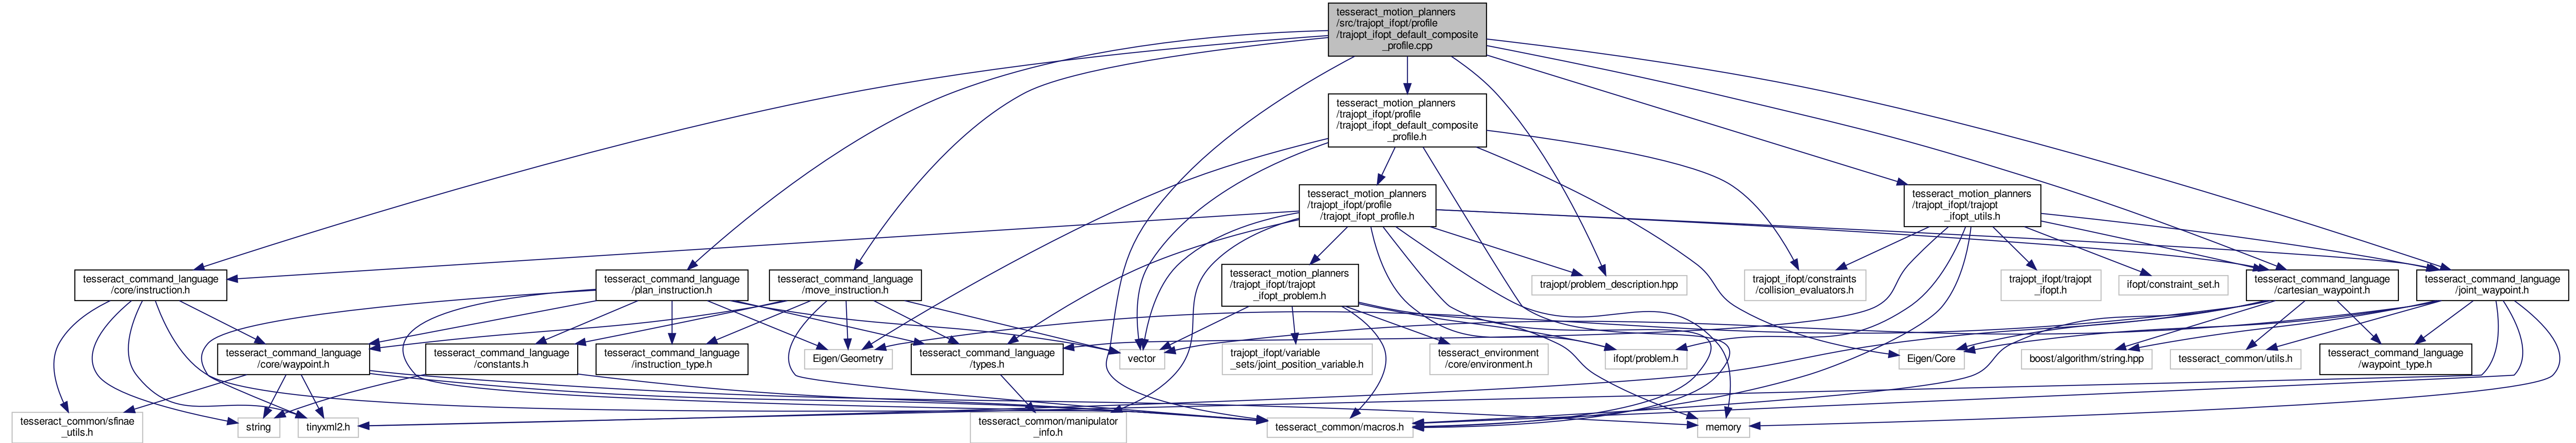 tesseract_motion_planners
/src/trajopt_ifopt/profile
/trajopt_ifopt_default_composite
_profile.cpp
tesseract_motion_planners
/trajopt_ifopt/profile
/trajopt_ifopt_default_composite
_profile.h
tesseract_motion_planners
/trajopt_ifopt/profile
/trajopt_ifopt_profile.h
tesseract_motion_planners
/trajopt_ifopt/trajopt
_ifopt_utils.h
tesseract_command_language
/core/instruction.h
tesseract_command_language
/plan_instruction.h
tesseract_command_language
/move_instruction.h
tesseract_motion_planners
/trajopt_ifopt/trajopt
_ifopt_problem.h
trajopt/problem_description.hpp
trajopt_ifopt/constraints
/collision_evaluators.h
trajopt_ifopt/trajopt
_ifopt.h
ifopt/constraint_set.h
tesseract_command_language
/cartesian_waypoint.h
tesseract_command_language
/joint_waypoint.h
tesseract_command_language
/core/waypoint.h
tesseract_command_language
/constants.h
tesseract_command_language
/instruction_type.h
Eigen/Geometry
tesseract_command_language
/types.h
vector
trajopt_ifopt/variable
_sets/joint_position_variable.h
tesseract_environment
/core/environment.h
ifopt/problem.h
Eigen/Core
boost/algorithm/string.hpp
tesseract_common/utils.h
tesseract_command_language
/waypoint_type.h
tesseract_common/sfinae
_utils.h
string
tinyxml2.h
tesseract_common/manipulator
_info.h
tesseract_common/macros.h
memory